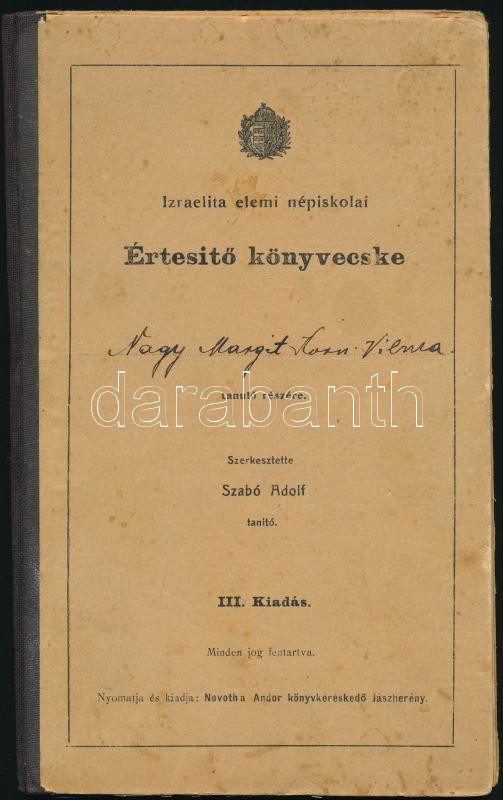 Izraelita elemi népiskolai
Értesitő könyvecske
Nagy Margit Horn Vilma
darabanth
tanuló részére.
Szerkesztette
Szabó Adolf
tanitó.
III. Kiadás.
Minden jog fentartva.
Nyomatja és kiadja: Novotha Andor könyvkereskedő Jászberény.